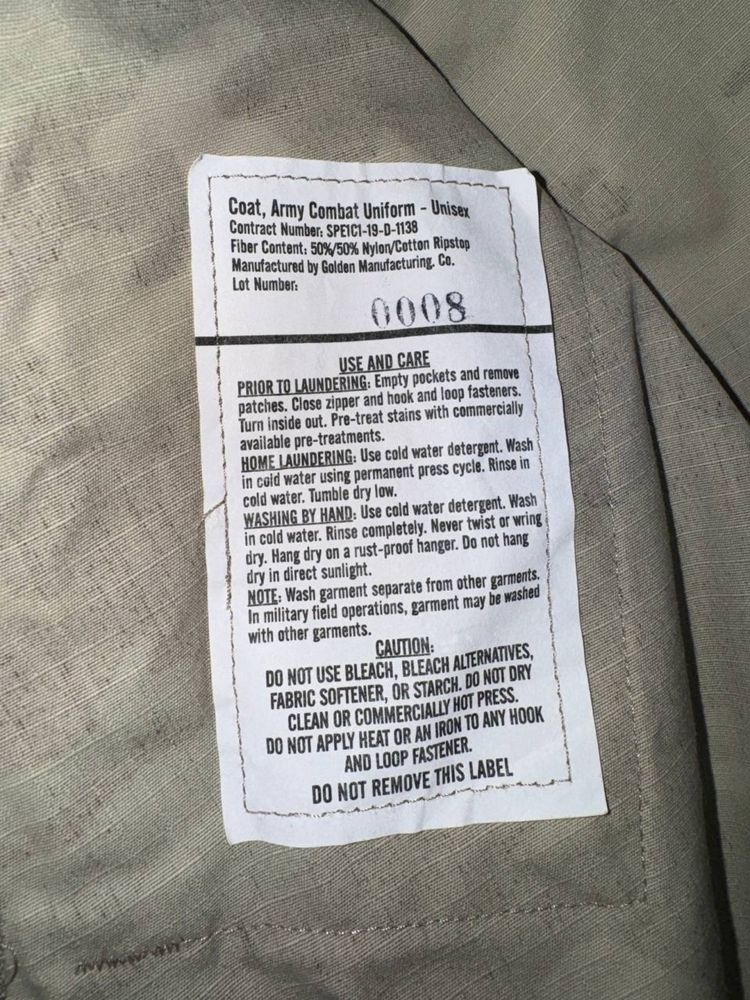 Coat, Army Combat Uniform - Unisex
Contract Number: SPE1C1-19-D-1138
Fiber Content: 50%/50% Nylon/Cotton Ripstop
Manufactured by Golden Manufacturing. Co.
Lot Number:
0008
USE AND CARE
PRIOR TO LAUNDERING: Empty pockets and remove
patches. Close zipper and hook and loop fasteners.
Turn inside out. Pre-treat stains with commercially
available pre-treatments.
HOME LAUNDERING: Use cold water detergent. Wash
in cold water using permanent press cycle. Rinse in
cold water. Tumble dry low.
WASHING BY HAND: Use cold water detergent. Wash
in cold water. Rinse completely. Never twist or wring
dry. Hang dry on a rust-proof hanger. Do not hang
dry in direct sunlight.
NOTE: Wash garment separate from other garments.
In military field operations, garment may be washed
with other garments.
CAUTION:
DO NOT USE BLEACH, BLEACH ALTERNATIVES,
FABRIC SOFTENER, OR STARCH. DO NOT DRY
CLEAN OR COMMERCIALLY HOT PRESS.
DO NOT APPLY HEAT OR AN IRON TO ANY HOOK
AND LOOP FASTENER.
DO NOT REMOVE THIS LABEL